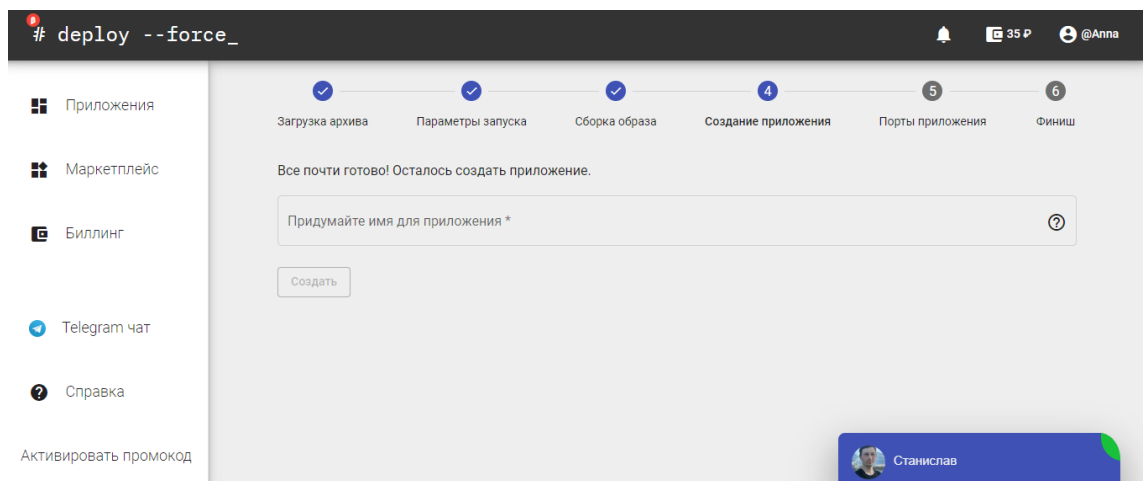 β
# deploy --force_
35 ₽
@Anna
Приложения
Маркетплейс
Биллинг
Telegram чат
Справка
Активировать промокод
4
5
6
Загрузка архива
Параметры запуска
Сборка образа
Создание приложения
Порты приложения
Финиш
Все почти готово! Осталось создать приложение.
Придумайте имя для приложения *
Создать
Станислав